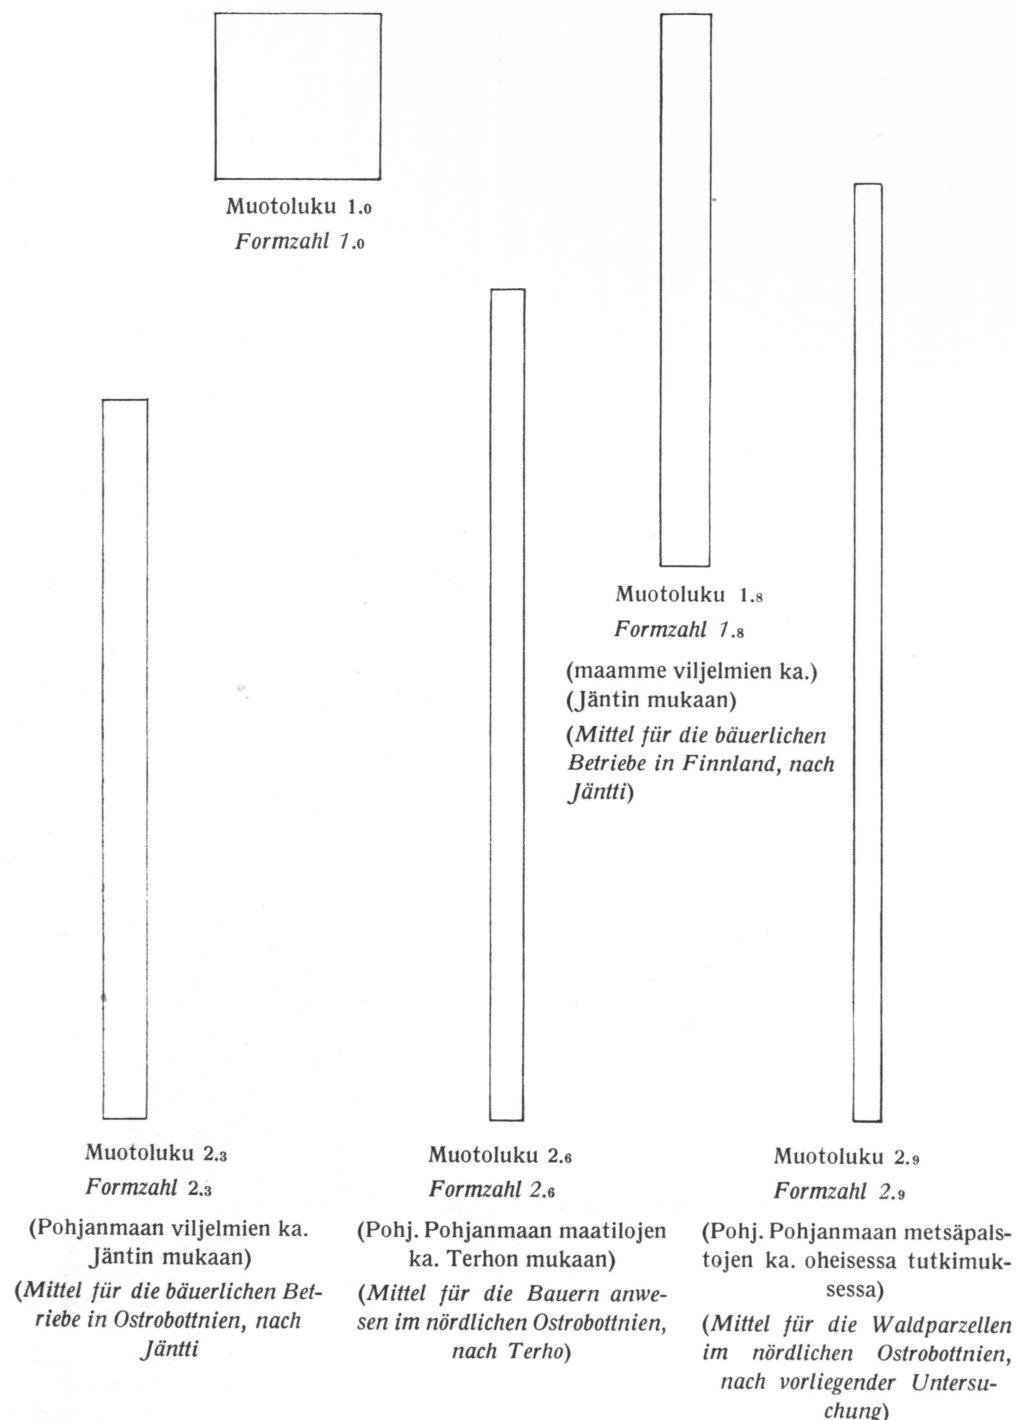 Muotoluku 1.0
Formzahl 1.0
Muotoluku 1.8
Formzahl 1.8
(maamme viljelmien ka.)
(Jäntin mukaan)
(Mittel für die bäuerlichen
Betriebe in Finnland, nach
Jäntti)
Muotoluku 2.3
Formzahl 2.3
(Pohjanmaan viljelmien ka.
Jäntin mukaan)
(Mittel für die bäuerlichen Bet-
riebe in Ostrobottnien, nach
Jäntti
Muotoluku 2.6
Formzahl 2.6
(Pohj. Pohjanmaan maatilojen
ka. Terhon mukaan)
(Mittel für die Bauern anwe-
sen im nördlichen Ostrobottnien,
nach Terho)
Muotoluku 2.9
Formzahl 2.9
(Pohj. Pohjanmaan metsäpals-
tojen ka. oheisessa tutkimuk-
sessa)
(Mittel für die Waldparzellen
im nördlichen Ostrobottnien,
nach vorliegender Untersu-
chung)